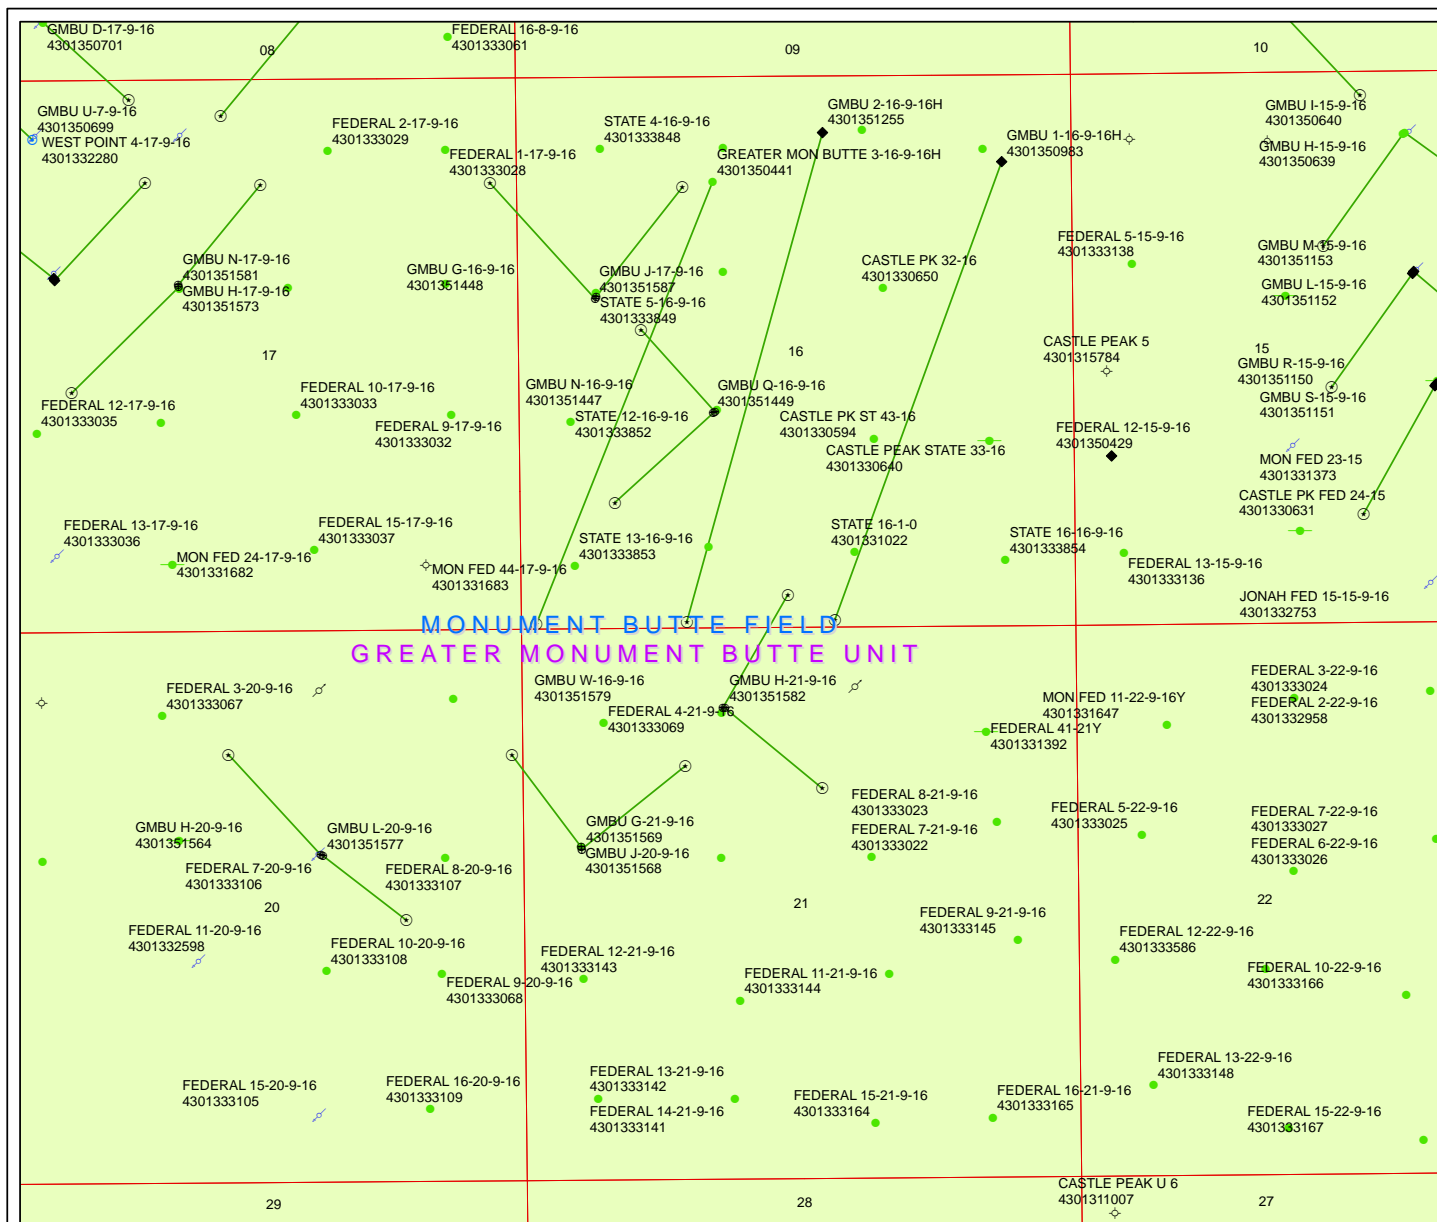 GMBU D-17-9-16
4301350701
08
FEDERAL 16-8-9-16
4301333061
09
10
GMBU U-7-9-16
4301350699
WEST POINT 4-17-9-16
4301332280
FEDERAL 2-17-9-16
4301333029
FEDERAL 1-17-9-16
4301333028
STATE 4-16-9-16
4301333848
GREATER MON BUTTE 3-16-9-16H
4301350441
GMBU 2-16-9-16H
4301351255
GMBU 1-16-9-16H
4301350983
GMBU I-15-9-16
4301350640
GMBU H-15-9-16
4301350639
GMBU N-17-9-16
4301351581
GMBU H-17-9-16
4301351573
GMBU G-16-9-16
4301351448
GMBU J-17-9-16
4301351587
STATE 5-16-9-16
4301333849
CASTLE PK 32-16
4301330650
FEDERAL 5-15-9-16
4301333138
GMBU M-15-9-16
4301351153
GMBU L-15-9-16
4301351152
17
16
CASTLE PEAK 5
4301315784
15
GMBU R-15-9-16
4301351150
GMBU S-15-9-16
4301351151
FEDERAL 12-17-9-16
4301333035
FEDERAL 10-17-9-16
4301333033
FEDERAL 9-17-9-16
4301333032
GMBU N-16-9-16
4301351447
STATE 12-16-9-16
4301333852
GMBU Q-16-9-16
4301351449
CASTLE PK ST 43-16
4301330594
CASTLE PEAK STATE 33-16
4301330640
FEDERAL 12-15-9-16
4301350429
MON FED 23-15
4301331373
CASTLE PK FED 24-15
4301330631
FEDERAL 13-17-9-16
4301333036
MON FED 24-17-9-16
4301331682
FEDERAL 15-17-9-16
4301333037
MON FED 44-17-9-16
4301331683
STATE 13-16-9-16
4301333853
STATE 16-1-0
4301331022
STATE 16-16-9-16
4301333854
FEDERAL 13-15-9-16
4301333136
JONAH FED 15-15-9-16
4301332753
MONUMENT BUTTE FIELD
GREATER MONUMENT BUTTE UNIT
FEDERAL 3-20-9-16
4301333067
GMBU W-16-9-16
4301351579
FEDERAL 4-21-9-16
4301333069
GMBU H-21-9-16
4301351582
MON FED 11-22-9-16Y
4301331647
FEDERAL 41-21Y
4301331392
FEDERAL 3-22-9-16
4301333024
FEDERAL 2-22-9-16
4301332958
GMBU H-20-9-16
4301351564
FEDERAL 7-20-9-16
4301333106
GMBU L-20-9-16
4301351577
FEDERAL 8-20-9-16
4301333107
GMBU G-21-9-16
4301351569
GMBU J-20-9-16
4301351568
FEDERAL 8-21-9-16
4301333023
FEDERAL 7-21-9-16
4301333022
FEDERAL 5-22-9-16
4301333025
FEDERAL 7-22-9-16
4301333027
FEDERAL 6-22-9-16
4301333026
20
21
22
FEDERAL 11-20-9-16
4301332598
FEDERAL 10-20-9-16
4301333108
FEDERAL 9-20-9-16
4301333068
FEDERAL 12-21-9-16
4301333143
FEDERAL 11-21-9-16
4301333144
FEDERAL 9-21-9-16
4301333145
FEDERAL 12-22-9-16
4301333586
FEDERAL 10-22-9-16
4301333166
FEDERAL 15-20-9-16
4301333105
FEDERAL 16-20-9-16
4301333109
FEDERAL 13-21-9-16
4301333142
FEDERAL 14-21-9-16
4301333141
FEDERAL 15-21-9-16
4301333164
FEDERAL 16-21-9-16
4301333165
FEDERAL 13-22-9-16
4301333148
FEDERAL 15-22-9-16
4301333167
29
28
CASTLE PEAK U 6
4301311007
27